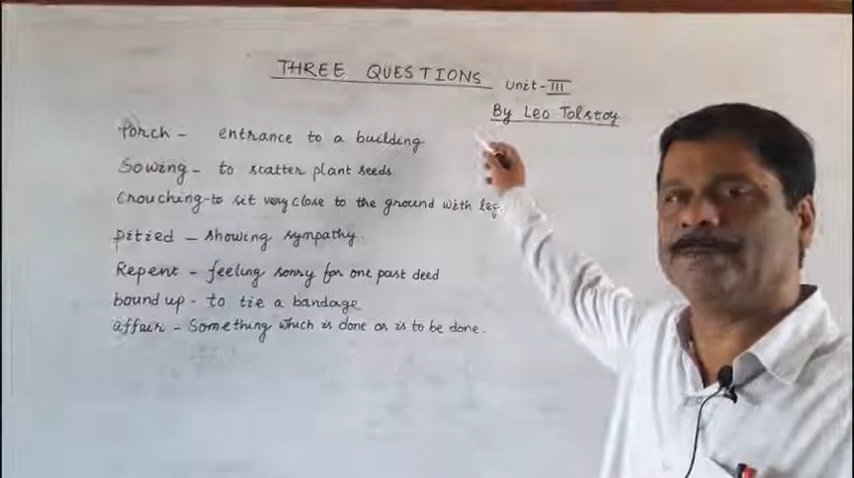 THREE QUESTIONS Unit - III
By Leo Tolstoy
Porch - entrance to a building
Sowing - to scatter plant seeds.
Crouching - to sit very close to the ground with leg
Pitied - showing sympathy.
Repent - feeling sorry for one past deed
bound up - to tie a bandage
affair - Something which is done or is to be done.